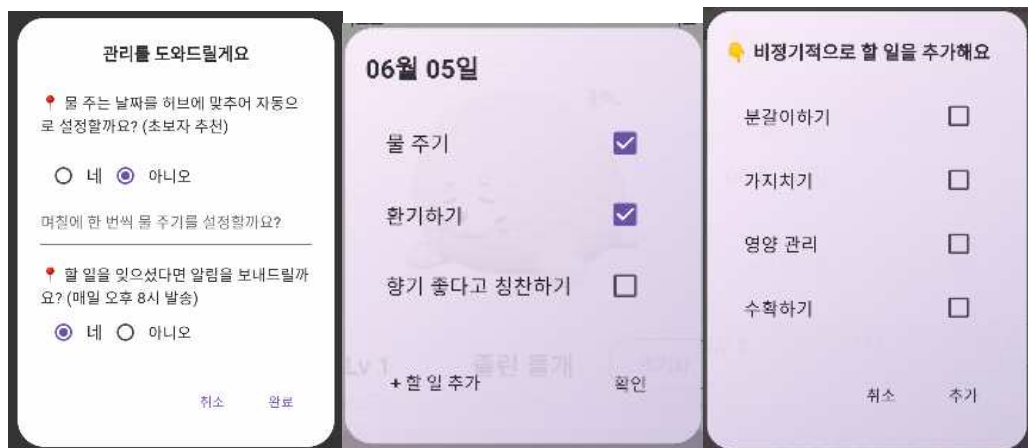 관리를 도와드릴게요
📍 물 주는 날짜를 허브에 맞추어 자동으
로 설정할까요? (초보자 추천)
네 아니오
며칠에 한 번씩 물 주기를 설정할까요?
📍 할 일을 잊으셨다면 알림을 보내드릴까
요? (매일 오후 8시 발송)
네 아니오
취소 완료
06월 05일
물 주기
환기하기
향기 좋다고 칭찬하기
Lv 1 졸린 물개
+ 할 일 추가 확인
👇 비정기적으로 할 일을 추가해요
분갈이하기
가지치기
영양 관리
수확하기
취소 추가